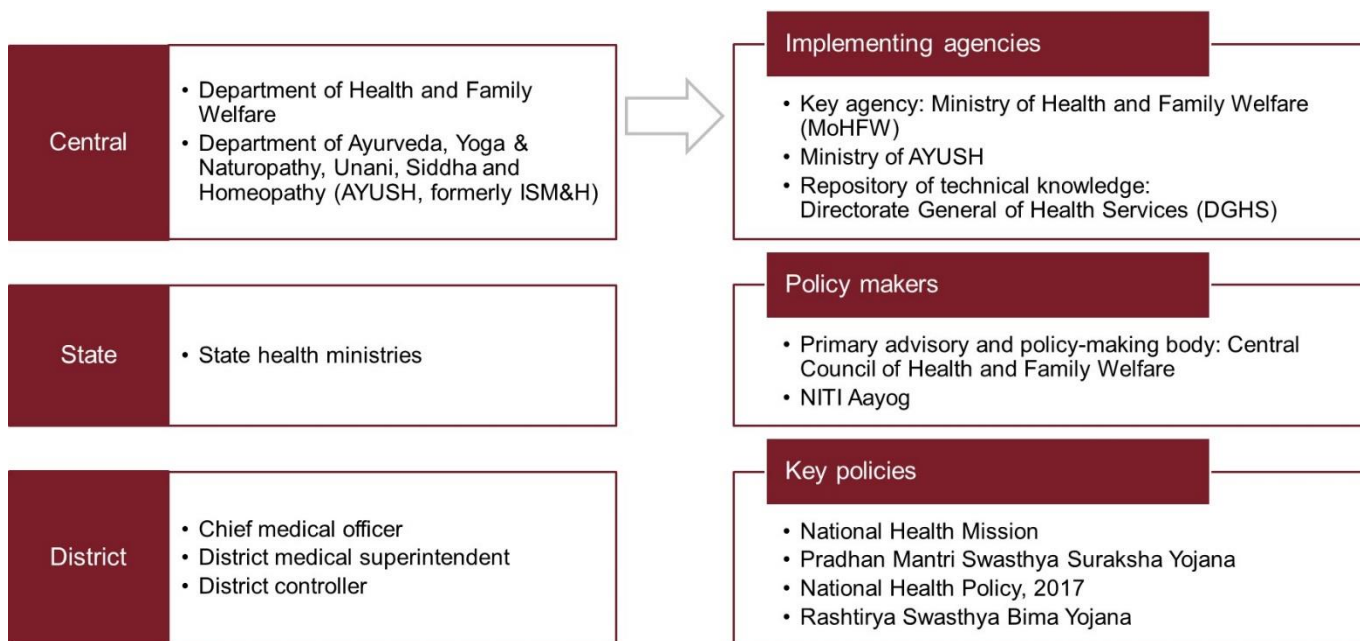 Central
• Department of Health and Family
Welfare
• Department of Ayurveda, Yoga &
Naturopathy, Unani, Siddha and
Homeopathy (AYUSH, formerly ISM&H)
Implementing agencies
• Key agency: Ministry of Health and Family Welfare
(MoHFW)
• Ministry of AYUSH
• Repository of technical knowledge:
Directorate General of Health Services (DGHS)
State
• State health ministries
Policy makers
• Primary advisory and policy-making body: Central
Council of Health and Family Welfare
• NITI Aayog
District
• Chief medical officer
• District medical superintendent
• District controller
Key policies
• National Health Mission
• Pradhan Mantri Swasthya Suraksha Yojana
• National Health Policy, 2017
• Rashtirya Swasthya Bima Yojana